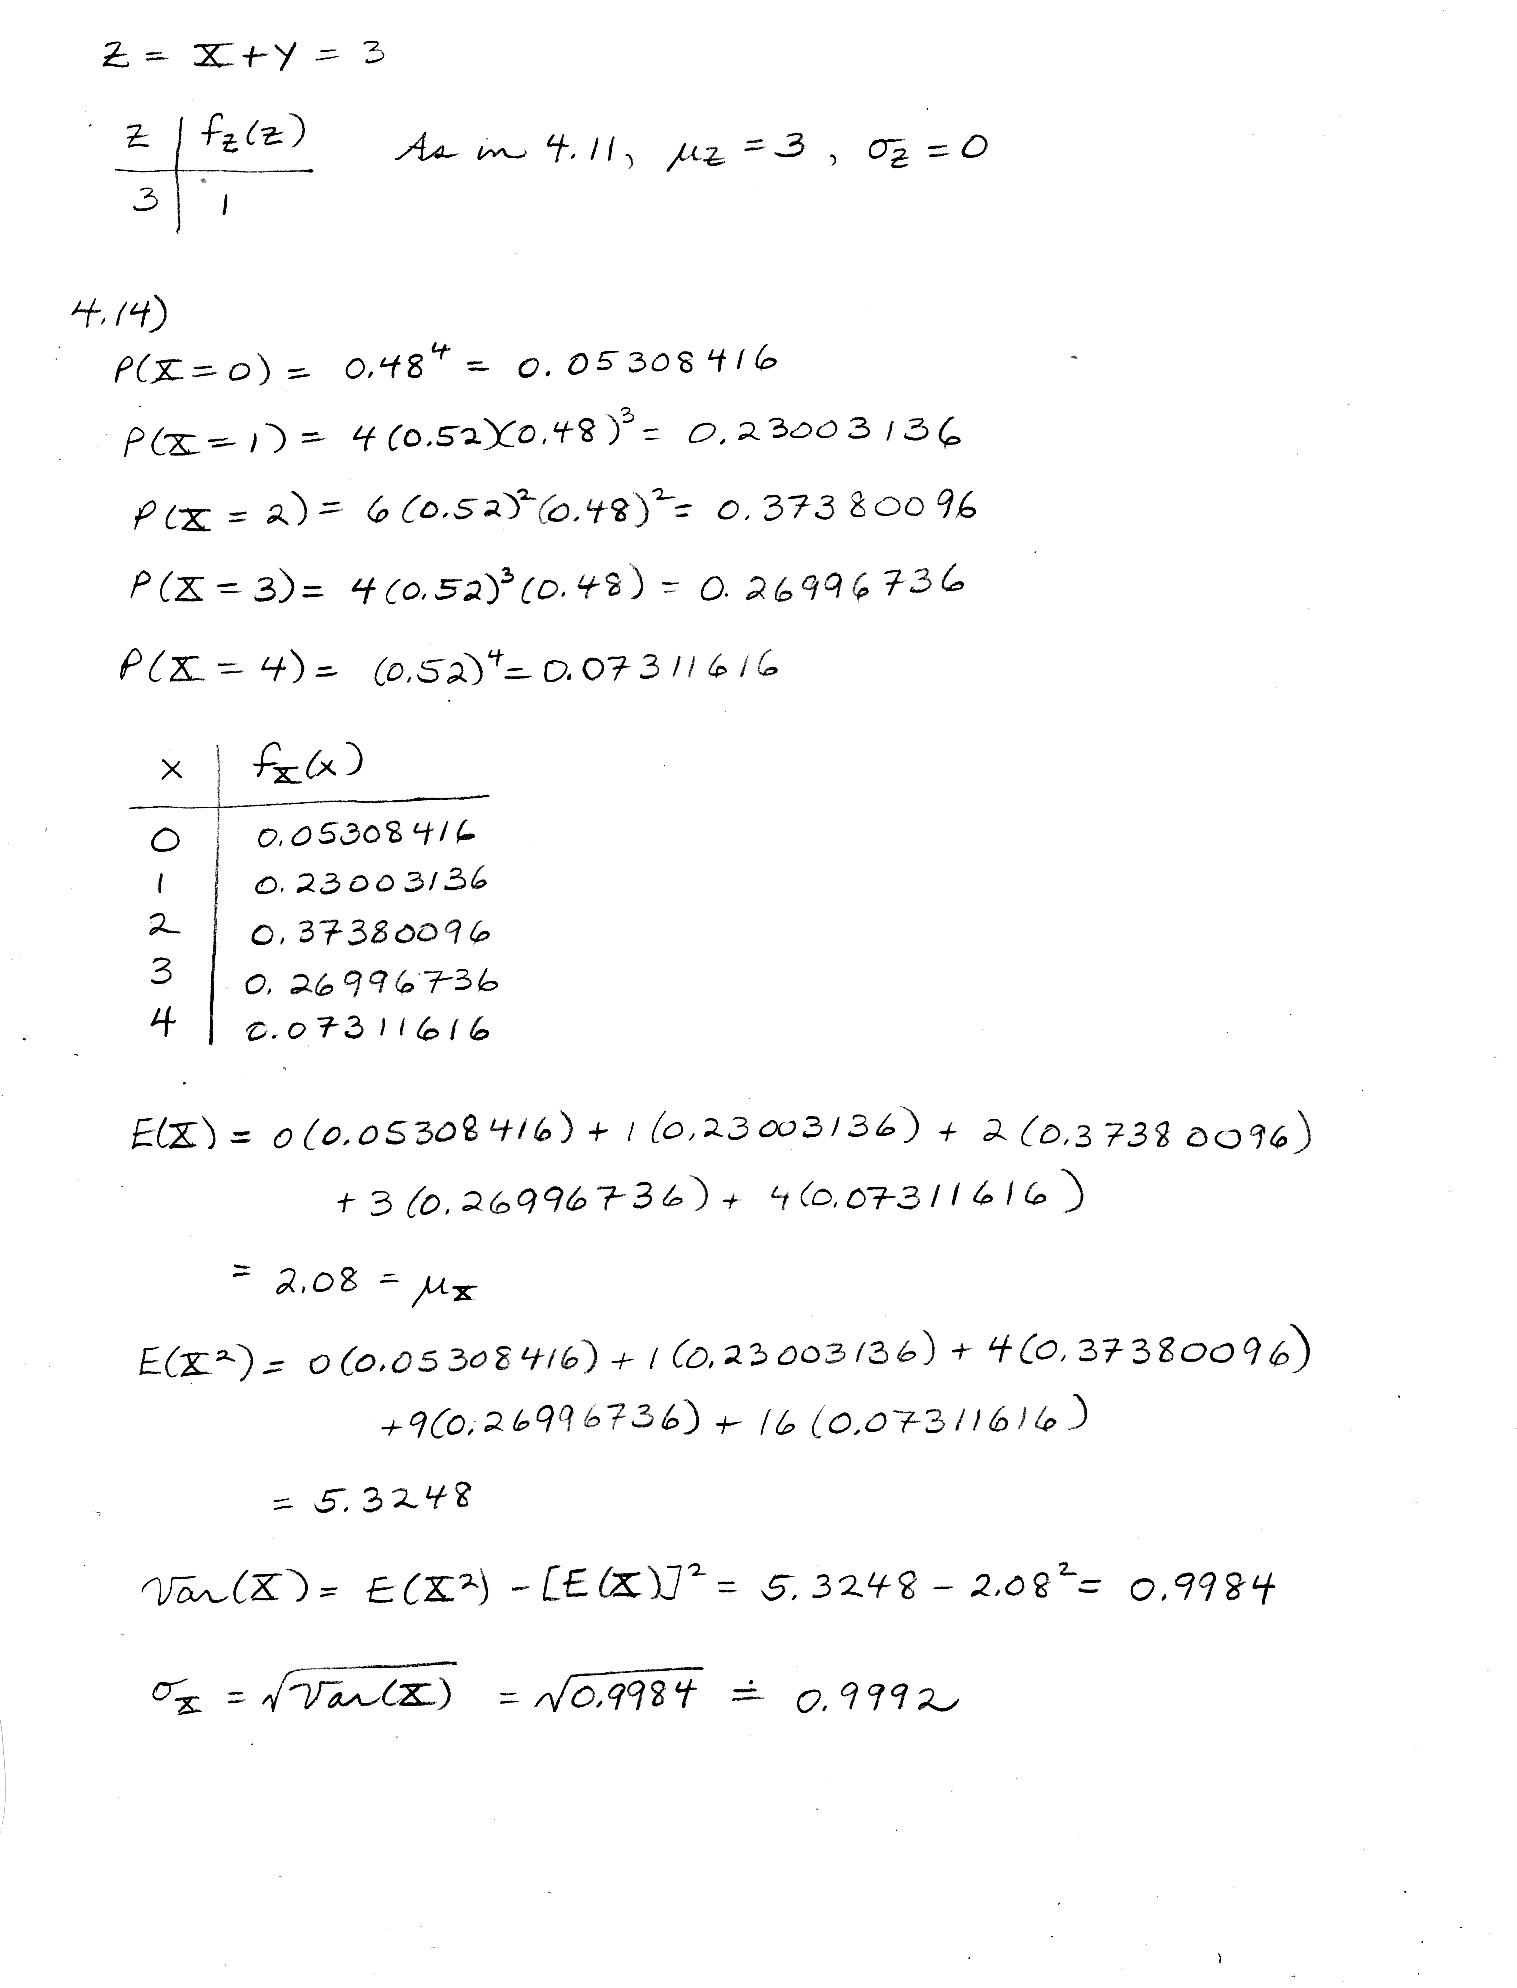 Z = X+Y = 3
z | f_Z(z)
3 | 1
As in 4.11, μ_Z = 3, σ_Z = 0
4.14)
P(X=0) = 0.48⁴ = 0.05308416
P(X=1) = 4(0.52)(0.48)³ = 0.23003136
P(X=2) = 6(0.52)²(0.48)² = 0.37380096
P(X=3) = 4(0.52)³(0.48) = 0.26996736
P(X=4) = (0.52)⁴ = 0.07311616
x | f_X(x)
0 | 0.05308416
1 | 0.23003136
2 | 0.37380096
3 | 0.26996736
4 | 0.07311616
E(X) = 0(0.05308416) + 1(0.23003136) + 2(0.37380096)
+ 3(0.26996736) + 4(0.07311616)
= 2.08 = μ_X
E(X²) = 0(0.05308416) + 1(0.23003136) + 4(0.37380096)
+9(0.26996736) + 16(0.07311616)
= 5.3248
Var(X) = E(X²) - [E(X)]² = 5.3248 - 2.08² = 0.9984
σ_X = √Var(X) = √0.9984 ≐ 0.9992